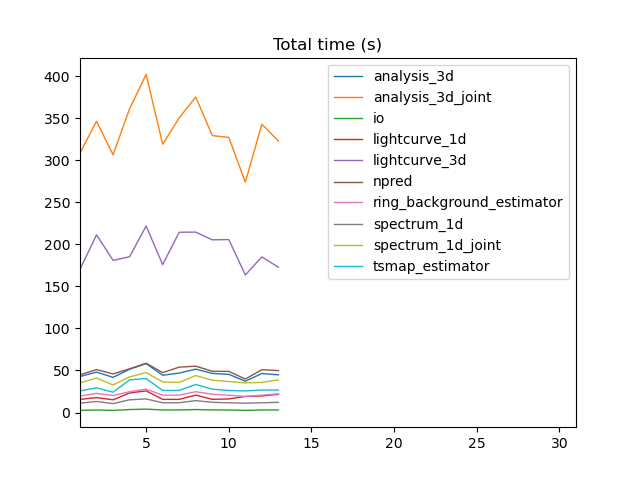 Total time (s)
400
350
300
250
200
150
100
50
0
analysis_3d
analysis_3d_joint
io
lightcurve_1d
lightcurve_3d
npred
ring_background_estimator
spectrum_1d
spectrum_1d_joint
tsmap_estimator
5
10
15
20
25
30